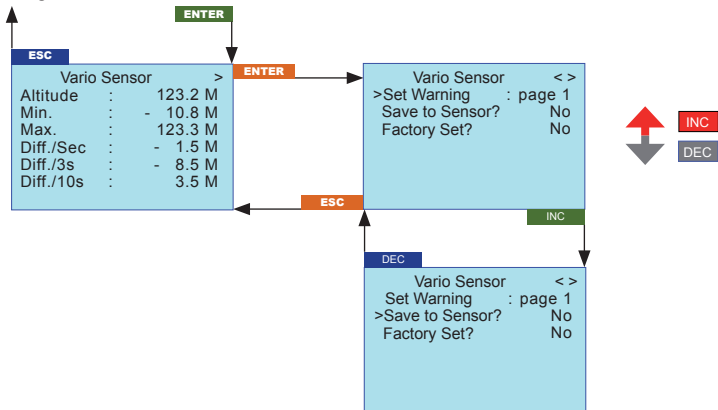 ENTER
ESC
Vario Sensor >
Altitude : 123.2 M
Min. : - 10.8 M
Max. : 123.3 M
Diff./Sec : - 1.5 M
Diff./3s : - 8.5 M
Diff./10s : 3.5 M
ENTER
Vario Sensor < >
>Set Warning : page 1
Save to Sensor? No
Factory Set? No
INC
DEC
ESC
INC
DEC
Vario Sensor < >
Set Warning : page 1
>Save to Sensor? No
Factory Set? No